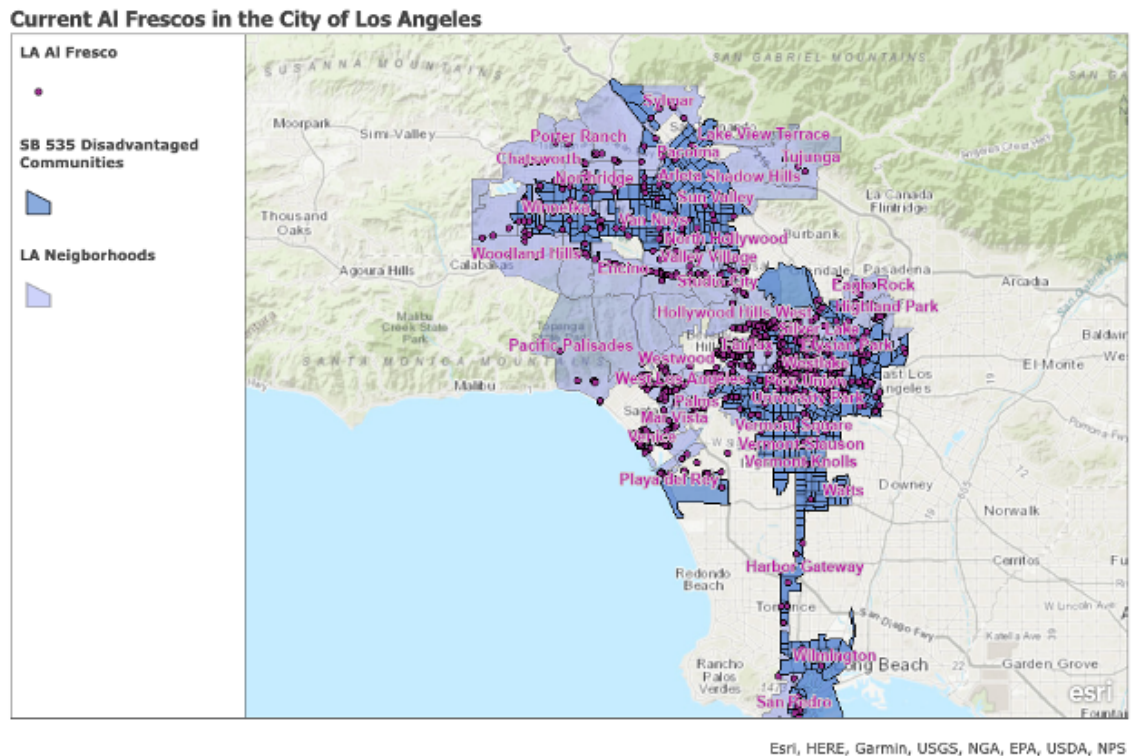 Current Al Frescos in the City of Los Angeles
LA Al Fresco
SB 535 Disadvantaged
Communities
LA Neigborhoods
SUSANNA MOUNTAINS
SAN GABRIEL MOUNTAINS
SAN GA
Sylmar
Moorpark
Simi Valley
Porter Ranch
Lake View Terrace
Pacoima
Chatsworth
Tujunga
Northridge
Arleta
Shadow Hills
Sun Valley
La Canada
Flintridge
Winnetka
Van Nuys
Thousand
Oaks
Burbank
North Hollywood
Woodland Hills
Valley Village
Calabasas
Agoura Hills
Encino
Studio City
Pasadena
Arcadia
Eagle Rock
Highland Park
Hollywood Hills West
Malibu
Creek State
Park
Silver Lake
Baldwin
Topanga
Pacific Palisades
Fairfax
Elysian Park
Westwood
Westlake
El Monte
SANTA MONICA MOUNTAINS
West Los Angeles
Pico Union
East Los
Angeles
Malibu
University Park
Palms
Mar Vista
Vermont Square
Venice
Vermont Slauson
Vermont Knolls
Playa del Rey
Watts
Downey
Norwalk
Harbor Gateway
Cerritos
Redondo
Beach
Torrance
San Diego Fwy
W Lincoln Ave
Katella Ave
Wilmington
Long Beach
22
Garden Grove
Rancho
Palos
Verdes
San Pedro
esri
Fountai
Esri, HERE, Garmin, USGS, NGA, EPA, USDA, NPS